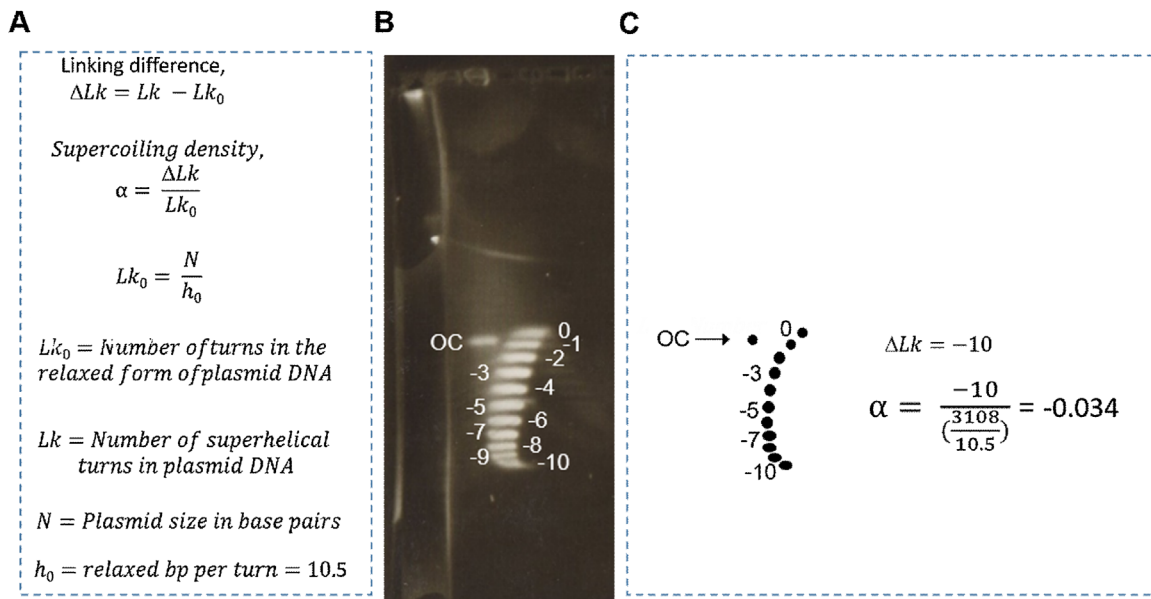 A
Linking difference,
ΔLk = Lk − Lk₀
Supercoiling density,
α = ΔLk / Lk₀
Lk₀ = N / h₀
Lk₀ = Number of turns in the
relaxed form of plasmid DNA
Lk = Number of superhelical
turns in plasmid DNA
N = Plasmid size in base pairs
h₀ = relaxed bp per turn = 10.5
B
OC
0
-1
-2
-3
-4
-5
-6
-7
-8
-9
-10
C
OC
0
-3
-5
-7
-10
ΔLk = −10
α = −10 / (3108 / 10.5) = -0.034